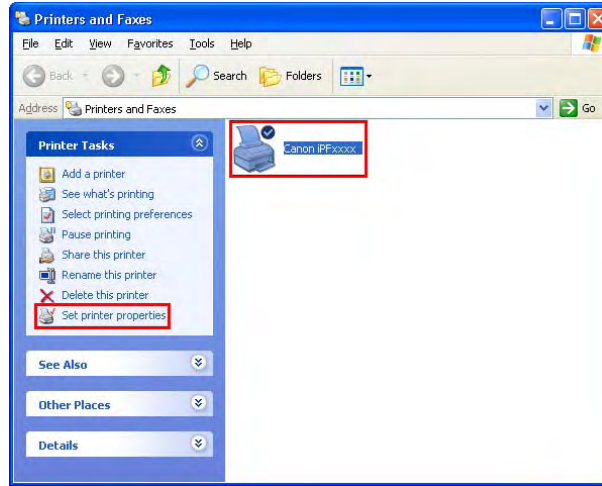 Printers and Faxes
File Edit View Favorites Tools Help
Back Search Folders
Address Printers and Faxes Go
Printer Tasks
Add a printer
See what's printing
Select printing preferences
Pause printing
Share this printer
Rename this printer
Delete this printer
Set printer properties
See Also
Other Places
Details
Canon iPFxxxx